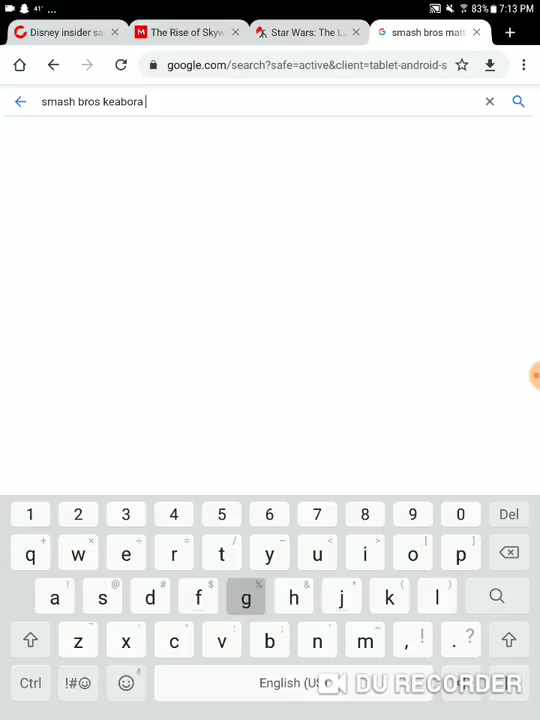 41° ... 83% 7:13 PM
Disney insider sa × The Rise of Skyw × Star Wars: The L × smash bros matt × +
google.com/search?safe=active&client=tablet-android-s
smash bros keabora ×
1 2 3 4 5 6 7 8 9 0 Del
+ × ÷ = / _ < > [ ]
q w e r t y u i o p
! @ # $ % & * ( )
a s d f g h j k l
z x c v b n m , ! . ?
Ctrl !#☺ English (US)
DU RECORDER